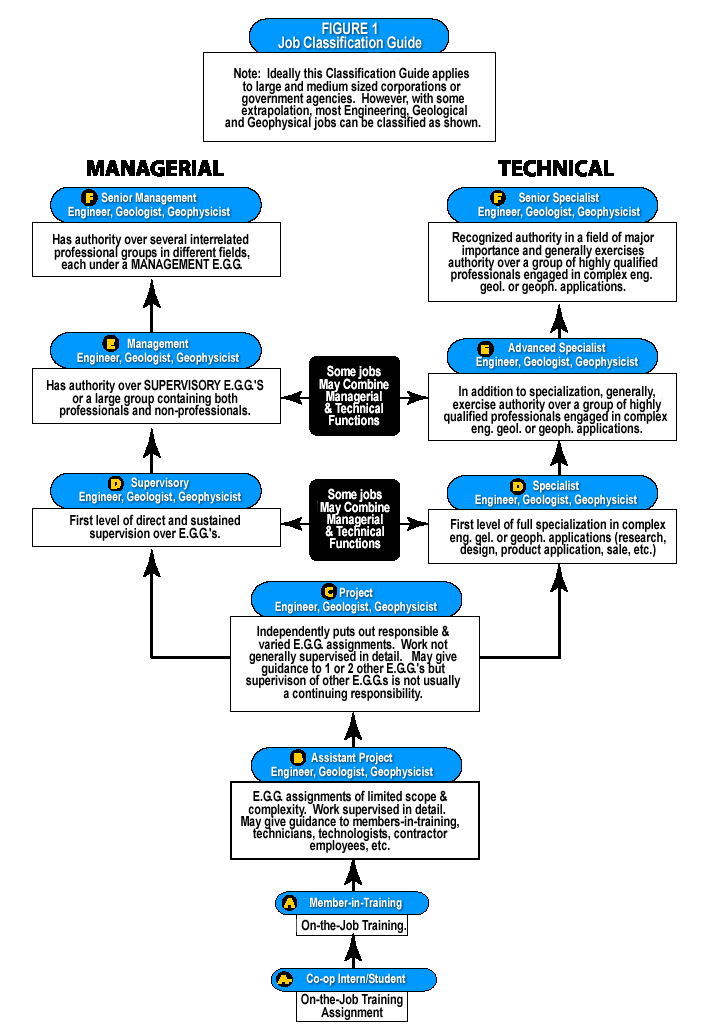 FIGURE 1
Job Classification Guide
Note: Ideally this Classification Guide applies
to large and medium sized corporations or
government agencies. However, with some
extrapolation, most Engineering, Geological
and Geophysical jobs can be classified as shown.
MANAGERIAL
TECHNICAL
F Senior Management
Engineer, Geologist, Geophysicist
Has authority over several interrelated
professional groups in different fields,
each under a MANAGEMENT E.G.G.
F Senior Specialist
Engineer, Geologist, Geophysicist
Recognized authority in a field of major
importance and generally exercises
authority over a group of highly qualified
professionals engaged in complex eng.
geol. or geoph. applications.
E Management
Engineer, Geologist, Geophysicist
Has authority over SUPERVISORY E.G.G.'S
or a large group containing both
professionals and non-professionals.
Some jobs
May Combine
Managerial
& Technical
Functions
E Advanced Specialist
Engineer, Geologist, Geophysicist
In addition to specialization, generally,
exercise authority over a group of highly
qualified professionals engaged in complex
eng. geol. or geoph. applications.
D Supervisory
Engineer, Geologist, Geophysicist
First level of direct and sustained
supervision over E.G.G.'s.
Some jobs
May Combine
Managerial
& Technical
Functions
D Specialist
Engineer, Geologist, Geophysicist
First level of full specialization in complex
eng. gel. or geoph. applications (research,
design, product application, sale, etc.)
C Project
Engineer, Geologist, Geophysicist
Independently puts out responsible &
varied E.G.G. assignments. Work not
generally supervised in detail. May give
guidance to 1 or 2 other E.G.G.'s but
supervison of other E.G.G.s is not usually
a continuing responsibility.
B Assistant Project
Engineer, Geologist, Geophysicist
E.G.G. assignments of limited scope &
complexity. Work supervised in detail.
May give guidance to members-in-training,
technicians, technologists, contractor
employees, etc.
A Member-in-Training
On-the-Job Training.
A- Co-op Intern/Student
On-the-Job Training
Assignment